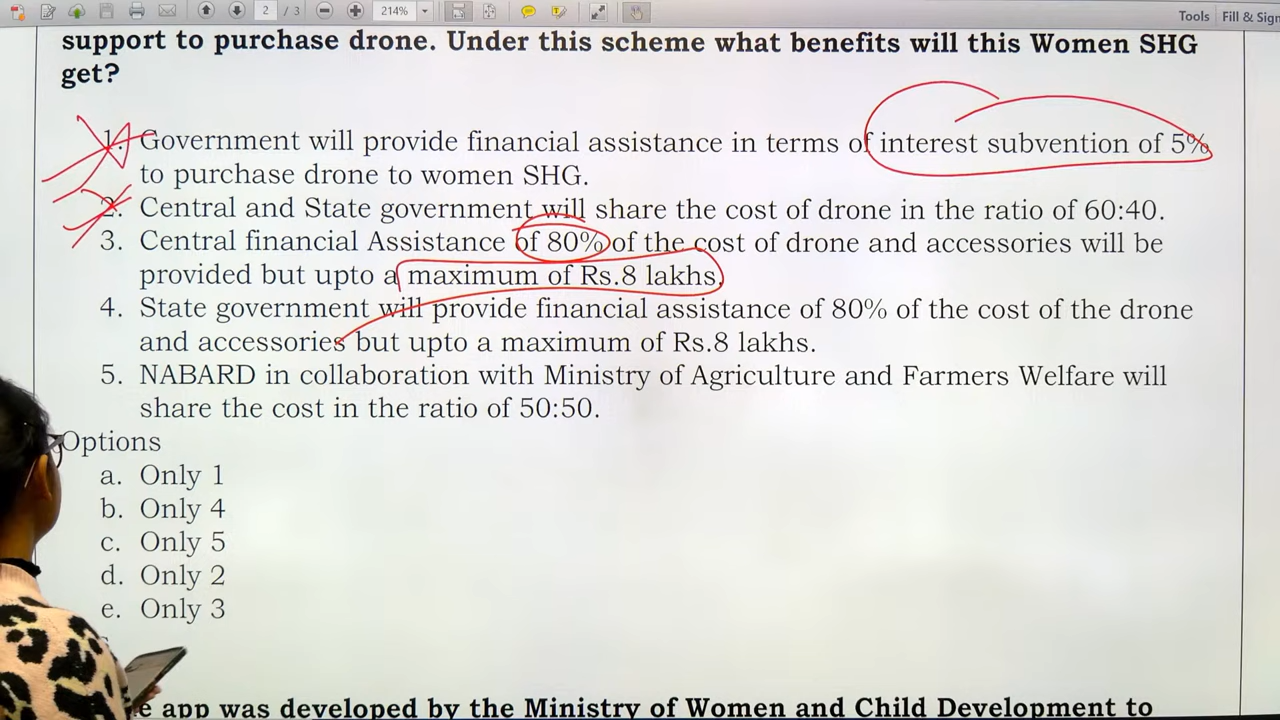 2 / 3
214%
Tools Fill & Sign
support to purchase drone. Under this scheme what benefits will this Women SHG
get?
1. Government will provide financial assistance in terms of interest subvention of 5%
to purchase drone to women SHG.
2. Central and State government will share the cost of drone in the ratio of 60:40.
3. Central financial Assistance of 80% of the cost of drone and accessories will be
provided but upto a maximum of Rs.8 lakhs.
4. State government will provide financial assistance of 80% of the cost of the drone
and accessories but upto a maximum of Rs.8 lakhs.
5. NABARD in collaboration with Ministry of Agriculture and Farmers Welfare will
share the cost in the ratio of 50:50.
Options
a. Only 1
b. Only 4
c. Only 5
d. Only 2
e. Only 3
app was developed by the Ministry of Women and Child Development to